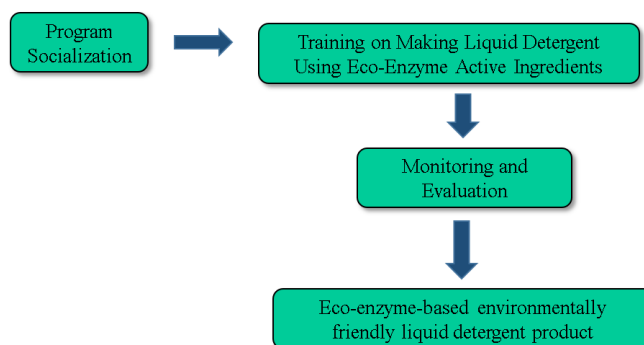 Program
Socialization
Training on Making Liquid Detergent
Using Eco-Enzyme Active Ingredients
Monitoring and
Evaluation
Eco-enzyme-based environmentally
friendly liquid detergent product